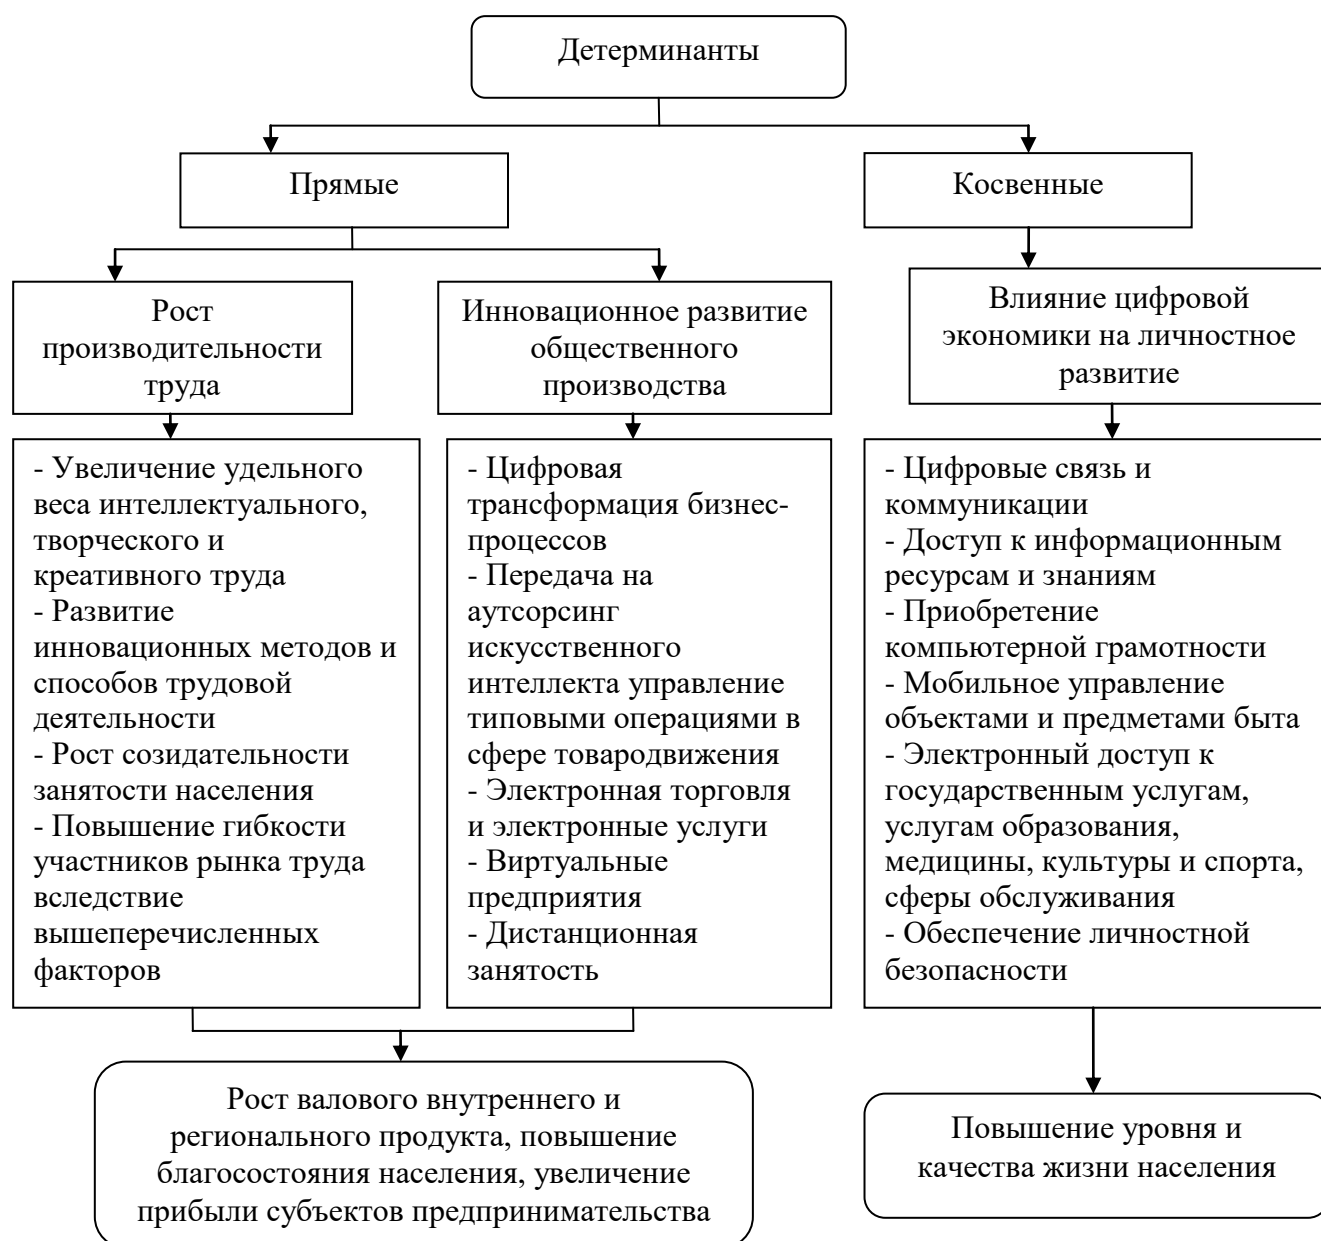 Детерминанты
Прямые
Косвенные
Рост
производительности
труда
Инновационное развитие
общественного
производства
Влияние цифровой
экономики на личностное
развитие
- Увеличение удельного
веса интеллектуального,
творческого и
креативного труда
- Развитие
инновационных методов и
способов трудовой
деятельности
- Рост созидательности
занятости населения
- Повышение гибкости
участников рынка труда
вследствие
вышеперечисленных
факторов
- Цифровая
трансформация бизнес-
процессов
- Передача на
аутсорсинг
искусственного
интеллекта управление
типовыми операциями в
сфере товародвижения
- Электронная торговля
и электронные услуги
- Виртуальные
предприятия
- Дистанционная
занятость
- Цифровые связь и
коммуникации
- Доступ к информационным
ресурсам и знаниям
- Приобретение
компьютерной грамотности
- Мобильное управление
объектами и предметами быта
- Электронный доступ к
государственным услугам,
услугам образования,
медицины, культуры и спорта,
сферы обслуживания
- Обеспечение личностной
безопасности
Рост валового внутреннего и
регионального продукта, повышение
благосостояния населения, увеличение
прибыли субъектов предпринимательства
Повышение уровня и
качества жизни населения